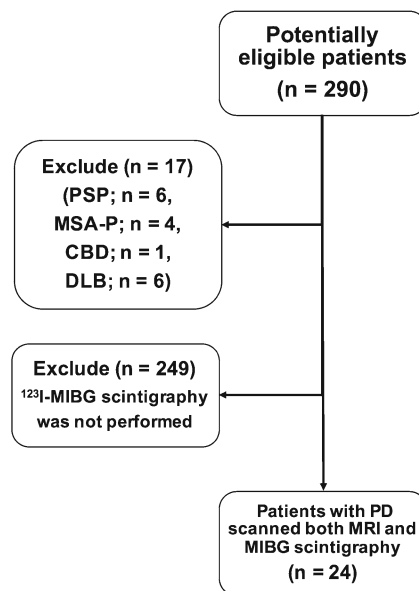 Potentially
eligible patients
(n = 290)
Exclude (n = 17)
(PSP; n = 6,
MSA-P; n = 4,
CBD; n = 1,
DLB; n = 6)
Exclude (n = 249)
¹²³I-MIBG scintigraphy
was not performed
Patients with PD
scanned both MRI and
MIBG scintigraphy
(n = 24)